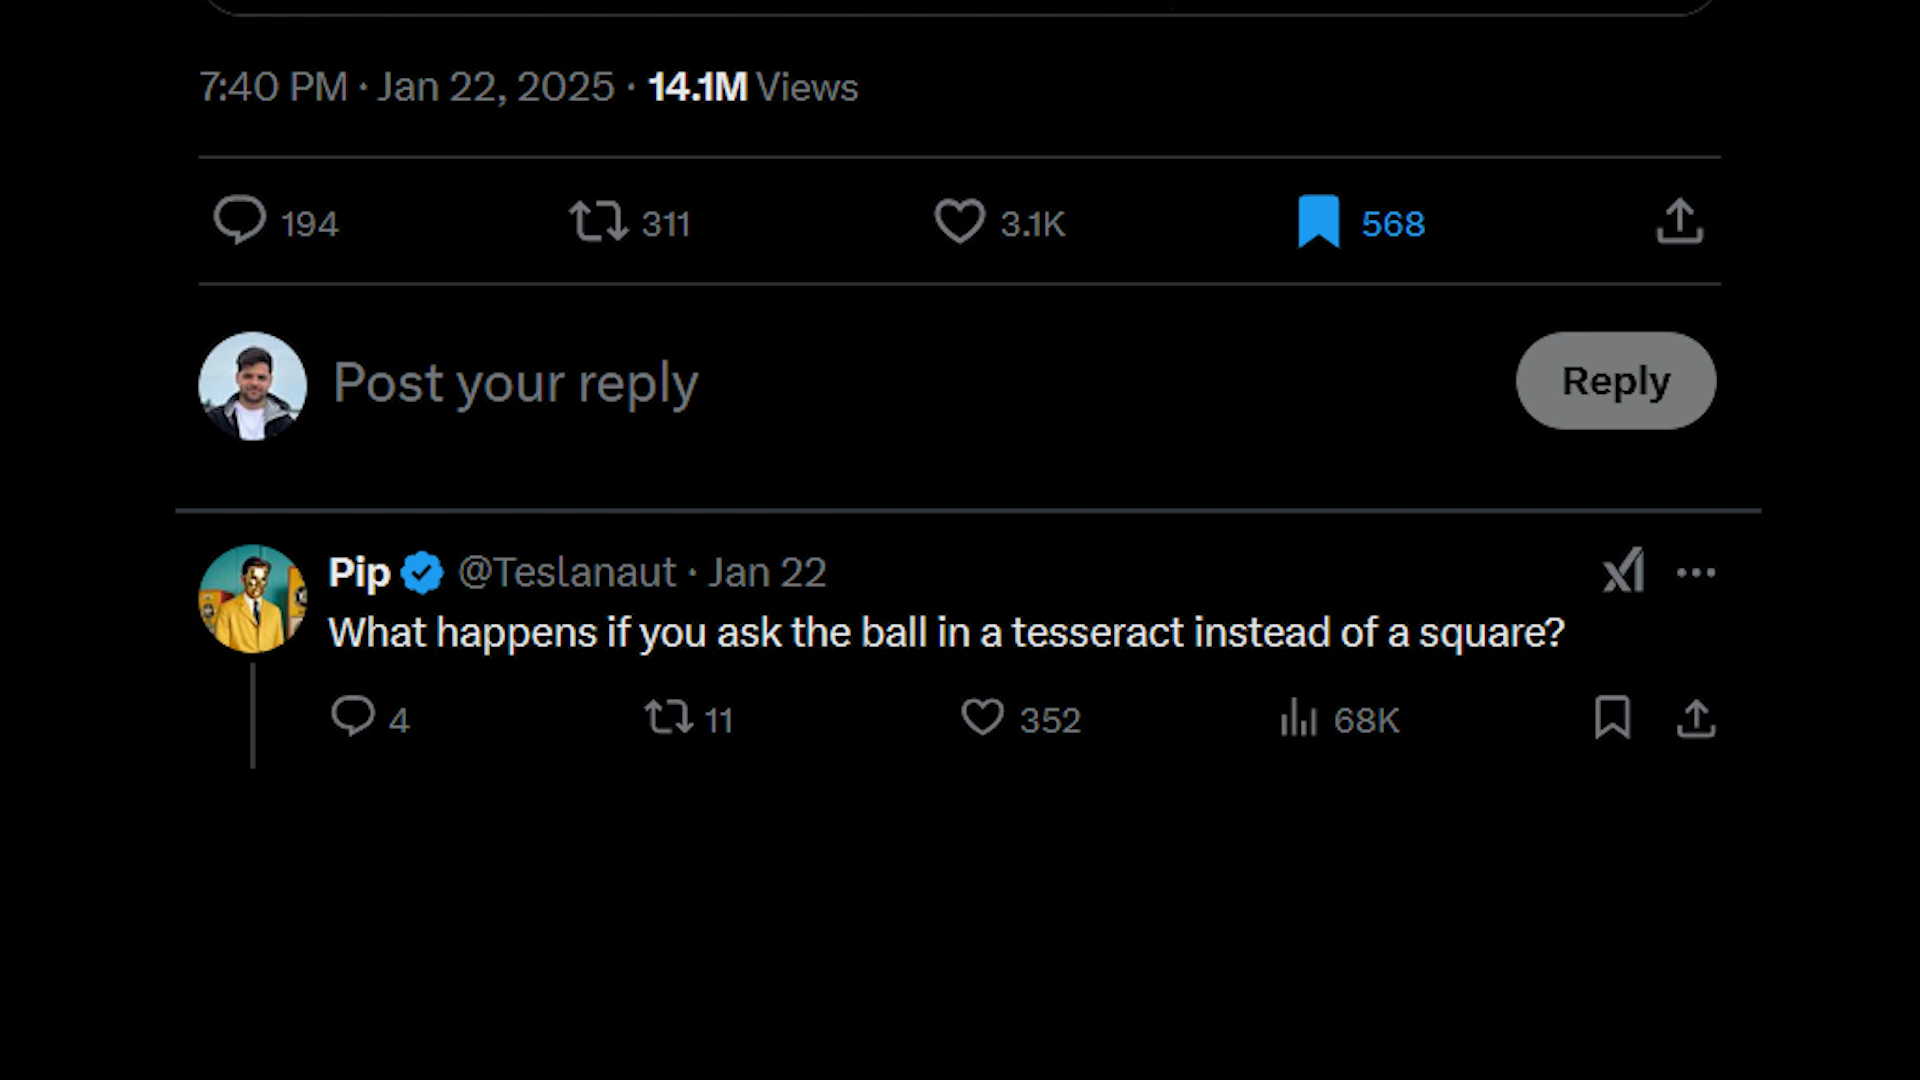 7:40 PM · Jan 22, 2025 · 14.1M Views
194 311 3.1K 568
Post your reply Reply
Pip @Teslanaut · Jan 22
What happens if you ask the ball in a tesseract instead of a square?
4 11 352 68K